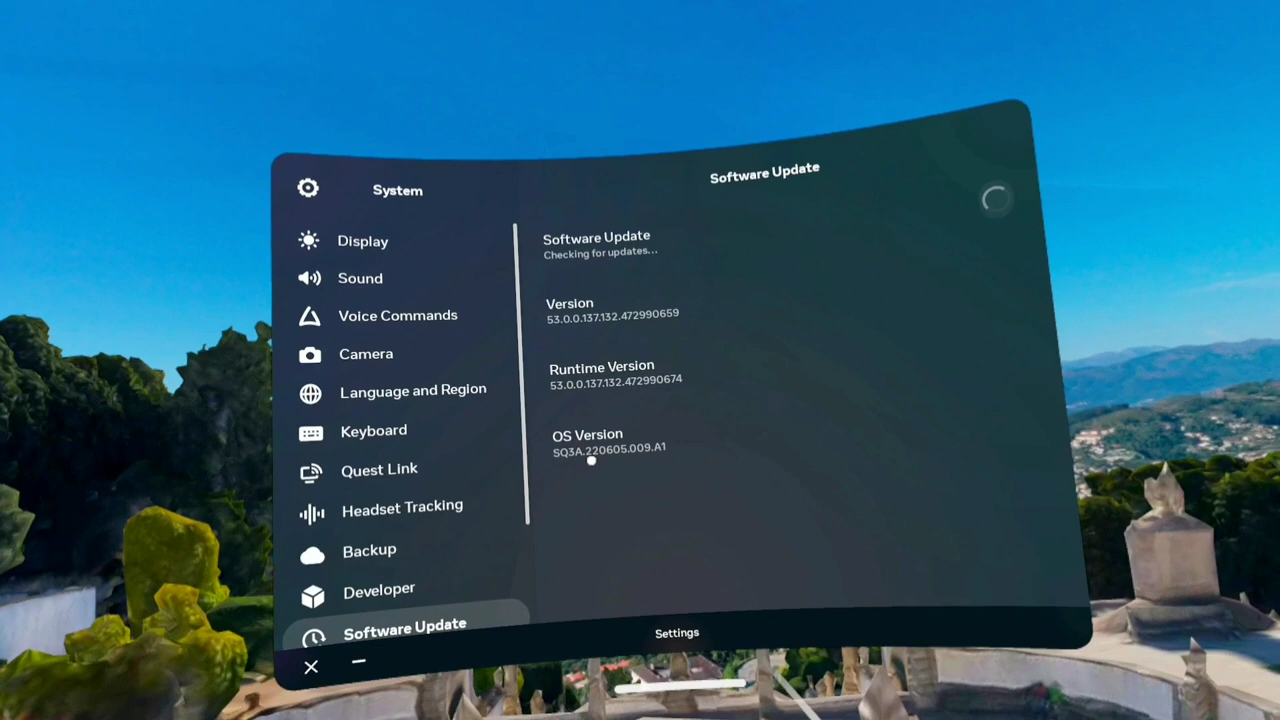 System
Display
Sound
Voice Commands
Camera
Language and Region
Keyboard
Quest Link
Headset Tracking
Backup
Developer
Software Update
Software Update
Software Update
Checking for updates...
Version
53.0.0.137.132.472990659
Runtime Version
53.0.0.137.132.472990674
OS Version
SQ3A.220605.009.A1
Settings